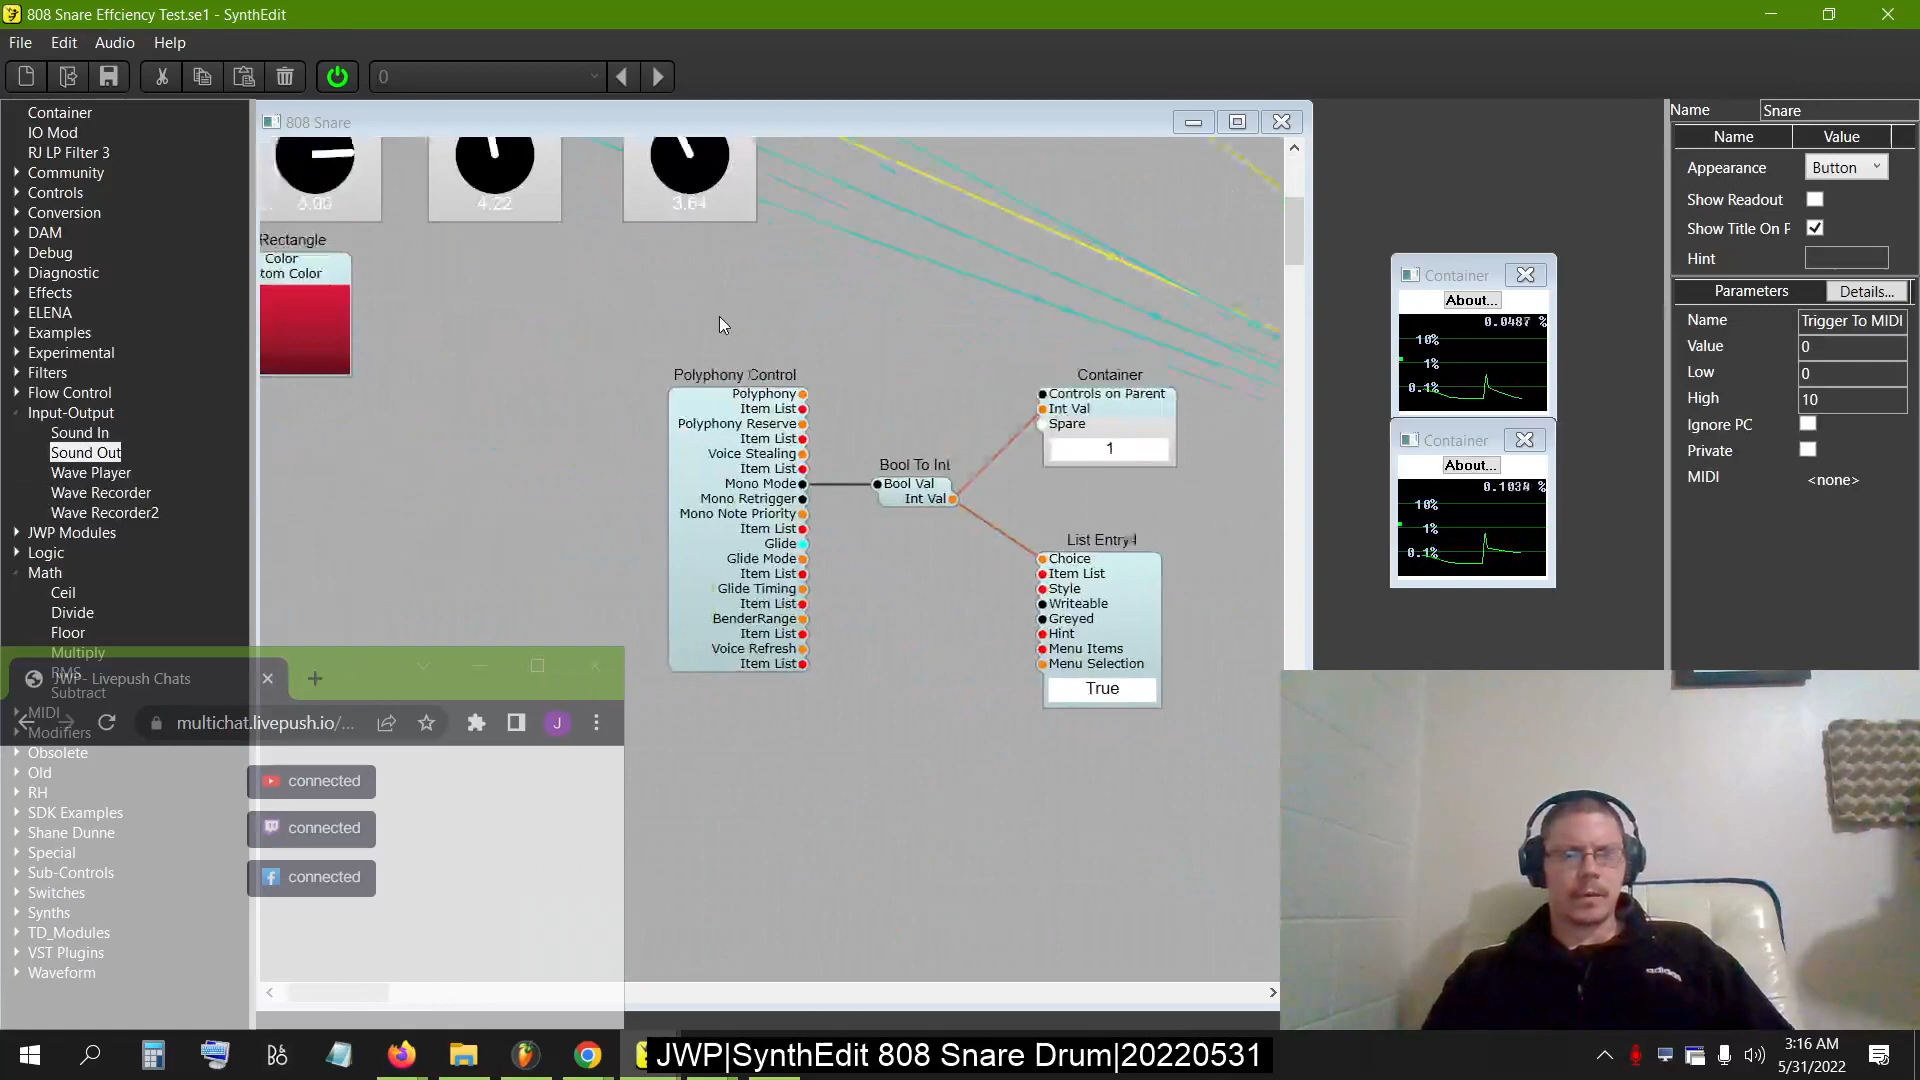 808 Snare Effciency Test.se1 - SynthEdit
File Edit Audio Help
0
Container
IO Mod
RJ LP Filter 3
Community
Controls
Conversion
DAM
Debug
Diagnostic
Effects
ELENA
Examples
Experimental
Filters
Flow Control
Input-Output
Sound In
Sound Out
Wave Player
Wave Recorder
Wave Recorder2
JWP Modules
Logic
Math
Ceil
Divide
Floor
Multiply
RMS
Subtract
MIDI
Modifiers
Obsolete
Old
RH
SDK Examples
Shane Dunne
Special
Sub-Controls
Switches
Synths
TD_Modules
VST Plugins
Waveform
808 Snare
5.00 4.22 3.64
Rectangle
Color
tom Color
Polyphony Control
Polyphony
Item List
Polyphony Reserve
Item List
Voice Stealing
Item List
Mono Mode
Mono Retrigger
Mono Note Priority
Item List
Glide
Glide Mode
Item List
Glide Timing
Item List
BenderRange
Item List
Voice Refresh
Item List
Bool To Int
Bool Val
Int Val
Container
Controls on Parent
Int Val
Spare
1
List Entry4
Choice
Item List
Style
Writeable
Greyed
Hint
Menu Items
Menu Selection
True
Container
About...
0.0487 %
10%
1%
0.1%
Container
About...
0.1034 %
10%
1%
0.1%
Name Snare
Name Value
Appearance Button
Show Readout
Show Title On P
Hint
Parameters Details...
Name Trigger To MIDI
Value 0
Low 0
High 10
Ignore PC
Private
MIDI <none>
JWP - Livepush Chats
multichat.livepush.io/...
J
connected
connected
connected
JWP|SynthEdit 808 Snare Drum|20220531
3:16 AM
5/31/2022